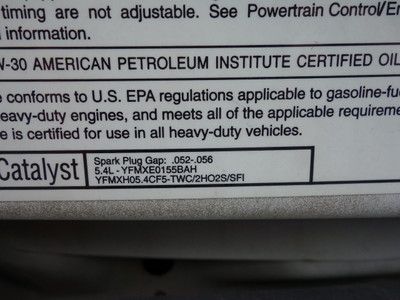 timing are not adjustable. See Powertrain Control/E
information.
W-30 AMERICAN PETROLEUM INSTITUTE CERTIFIED OIL
e conforms to U.S. EPA regulations applicable to gasoline-fue
heavy-duty engines, and meets all of the applicable requireme
e is certified for use in all heavy-duty vehicles.
Catalyst
Spark Plug Gap: .052-.056
5.4L - YFMXE0155BAH
YFMXH05.4CF5-TWC/2HO2S/SFI